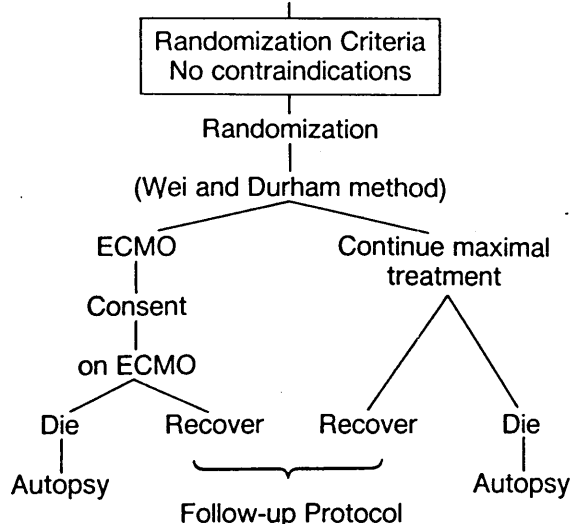 Randomization Criteria
No contraindications
Randomization
(Wei and Durham method)
ECMO
Continue maximal
treatment
Consent
on ECMO
Die
Recover
Recover
Die
Autopsy
Autopsy
Follow-up Protocol